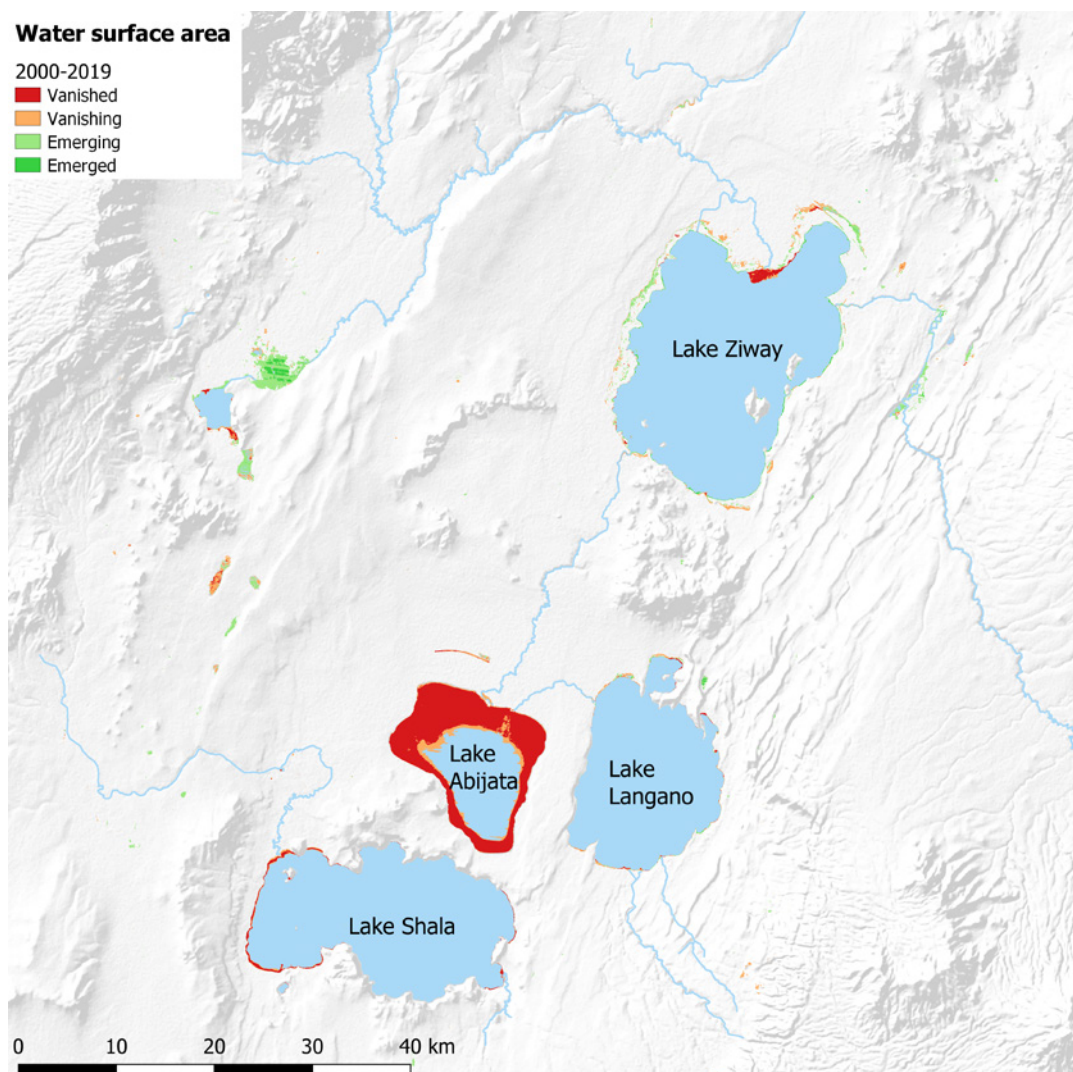 Water surface area
2000-2019
Vanished
Vanishing
Emerging
Emerged
Lake Ziway
Lake
Abijata
Lake
Langano
Lake Shala
0 10 20 30 40 km